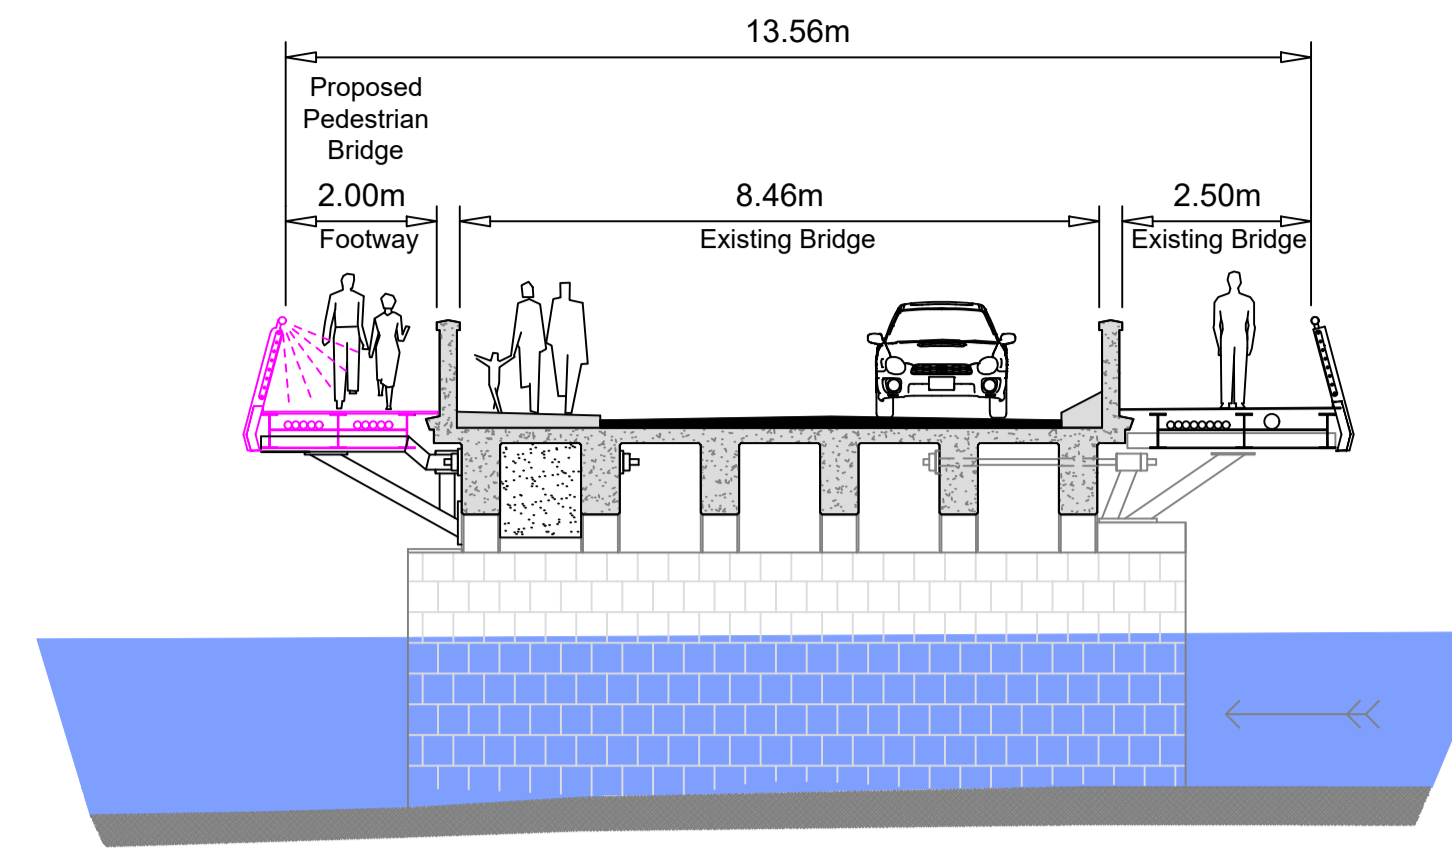 13.56m
Proposed
Pedestrian
Bridge
2.00m
8.46m
2.50m
Footway
Existing Bridge
Existing Bridge